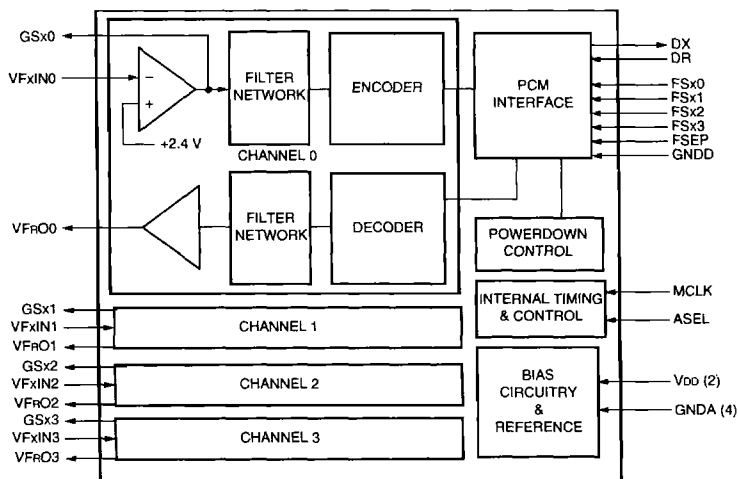 GSx0
VFxIN0
+2.4 V
FILTER
NETWORK
ENCODER
CHANNEL 0
VFRO0
FILTER
NETWORK
DECODER
PCM
INTERFACE
DX
DR
FSx0
FSx1
FSx2
FSx3
FSEP
GNDD
POWERDOWN
CONTROL
INTERNAL TIMING
& CONTROL
MCLK
ASEL
BIAS
CIRCUITRY
&
REFERENCE
VDD (2)
GNDA (4)
GSx1
VFxIN1
VFRO1
CHANNEL 1
GSx2
VFxIN2
VFRO2
CHANNEL 2
GSx3
VFxIN3
VFRO3
CHANNEL 3